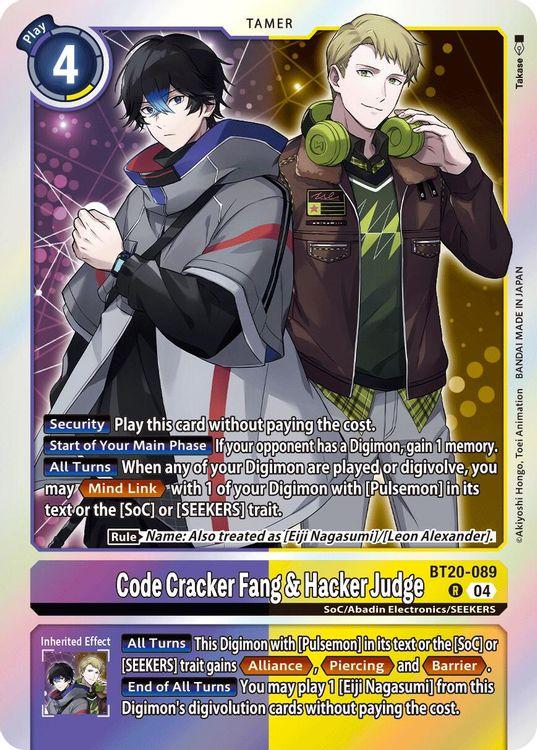 TAMER
Play
4
Security Play this card without paying the cost.
Start of Your Main Phase If your opponent has a Digimon, gain 1 memory.
All Turns When any of your Digimon are played or digivolve, you
may Mind Link with 1 of your Digimon with [Pulsemon] in its
text or the [SoC] or [SEEKERS] trait.
Rule Name: Also treated as [Eiji Nagasumi]/[Leon Alexander].
Takase
©Akiyoshi Hongo, Toei Animation BANDAI MADE IN JAPAN
Code Cracker Fang & Hacker Judge
BT20-089
R 04
SoC/Abadin Electronics/SEEKERS
Inherited Effect
All Turns This Digimon with [Pulsemon] in its text or the [SoC] or
[SEEKERS] trait gains Alliance, Piercing and Barrier.
End of All Turns You may play 1 [Eiji Nagasumi] from this
Digimon's digivolution cards without paying the cost.